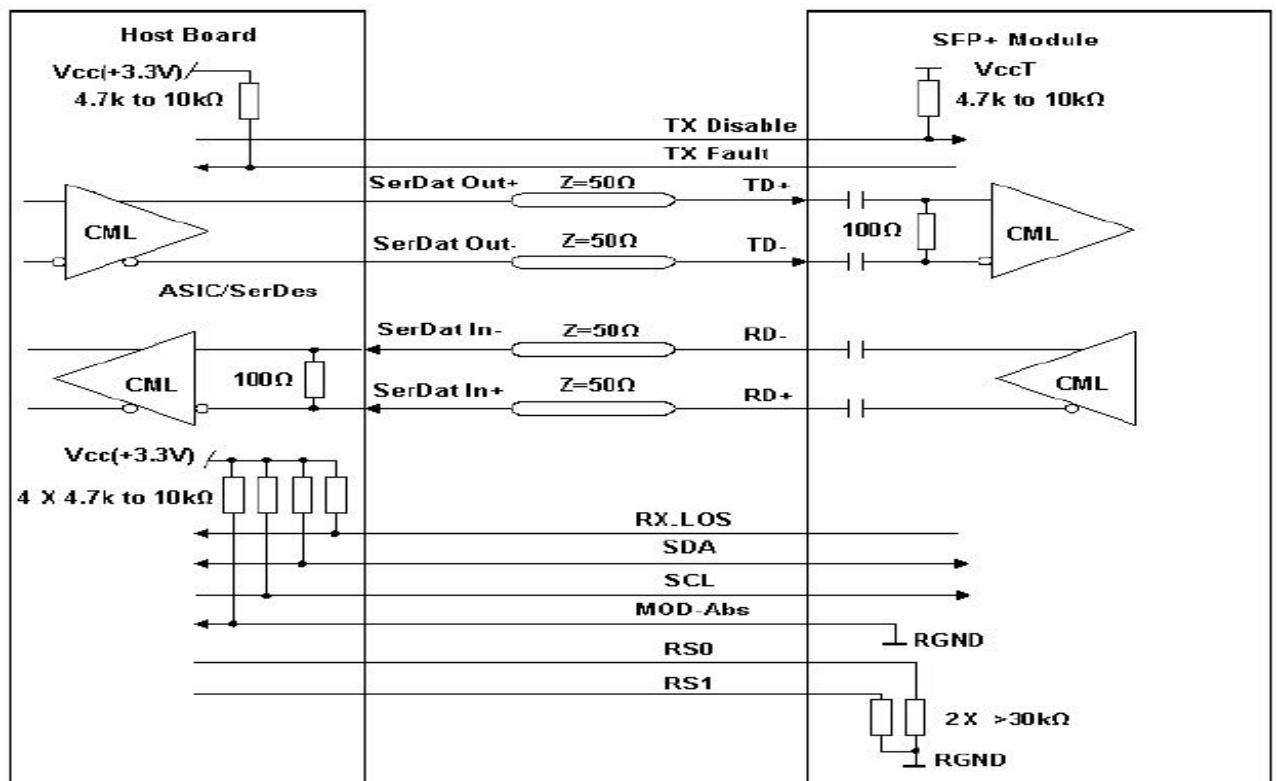 Host Board
SFP+ Module
Vcc(+3.3V)
4.7k to 10kΩ
VccT
4.7k to 10kΩ
TX Disable
TX Fault
SerDat Out+
Z=50Ω
TD+
CML
100Ω
CML
SerDat Out-
Z=50Ω
TD-
ASIC/SerDes
SerDat In-
Z=50Ω
RD-
CML
100Ω
CML
SerDat In+
Z=50Ω
RD+
Vcc(+3.3V)
4 X 4.7k to 10kΩ
RX_LOS
SDA
SCL
MOD-Abs
RGND
RS0
RS1
2X >30kΩ
RGND